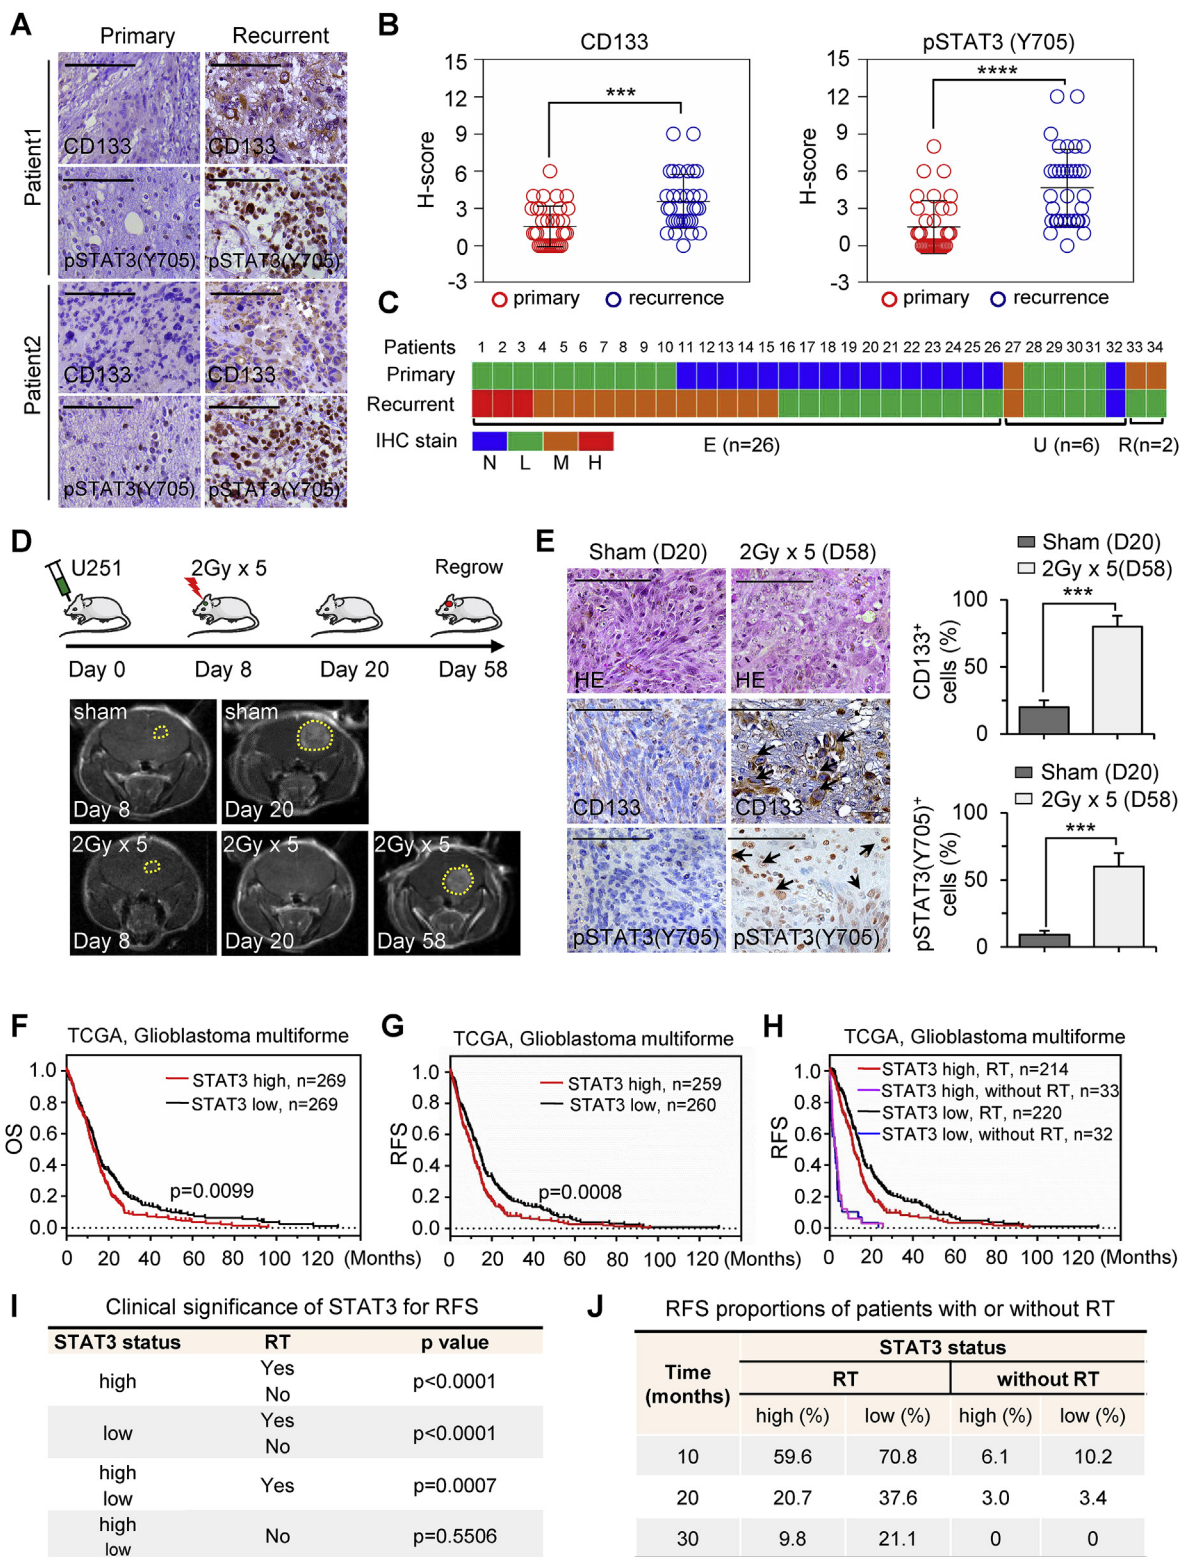 A
Primary Recurrent
Patient1
CD133 CD133
pSTAT3(Y705) pSTAT3(Y705)
Patient2
CD133 CD133
pSTAT3(Y705) pSTAT3(Y705)
B
CD133
H-score
15
12
9
6
3
0
-3
***
primary recurrence
pSTAT3 (Y705)
H-score
15
12
9
6
3
0
-3
****
primary recurrence
C
Patients 1 2 3 4 5 6 7 8 9 10 11 12 13 14 15 16 17 18 19 20 21 22 23 24 25 26 27 28 29 30 31 32 33 34
Primary
Recurrent
IHC stain E (n=26) U (n=6) R(n=2)
N L M H
D
U251 2Gy x 5 Regrow
Day 0 Day 8 Day 20 Day 58
sham sham
Day 8 Day 20
2Gy x 5 2Gy x 5 2Gy x 5
Day 8 Day 20 Day 58
E
Sham (D20) 2Gy x 5 (D58)
HE HE
CD133 CD133
pSTAT3(Y705) pSTAT3(Y705)
Sham (D20)
2Gy x 5(D58)
CD133+
cells (%)
100
50
0
***
Sham (D20)
2Gy x 5 (D58)
pSTAT3(Y705)+
cells (%)
100
50
0
***
F
TCGA, Glioblastoma multiforme
OS
1.0
0.8
0.6
0.4
0.2
0.0
STAT3 high, n=269
STAT3 low, n=269
p=0.0099
0 20 40 60 80 100 120 (Months)
G
TCGA, Glioblastoma multiforme
RFS
1.0
0.8
0.6
0.4
0.2
0.0
STAT3 high, n=259
STAT3 low, n=260
p=0.0008
0 20 40 60 80 100 120 (Months)
H
TCGA, Glioblastoma multiforme
RFS
1.0
0.8
0.6
0.4
0.2
0.0
STAT3 high, RT, n=214
STAT3 high, without RT, n=33
STAT3 low, RT, n=220
STAT3 low, without RT, n=32
0 20 40 60 80 100 120 (Months)
I
Clinical significance of STAT3 for RFS
STAT3 status RT p value
high Yes No p<0.0001
low Yes No p<0.0001
high low Yes p=0.0007
high low No p=0.5506
J
RFS proportions of patients with or without RT
Time (months) STAT3 status
RT without RT
high (%) low (%) high (%) low (%)
10 59.6 70.8 6.1 10.2
20 20.7 37.6 3.0 3.4
30 9.8 21.1 0 0